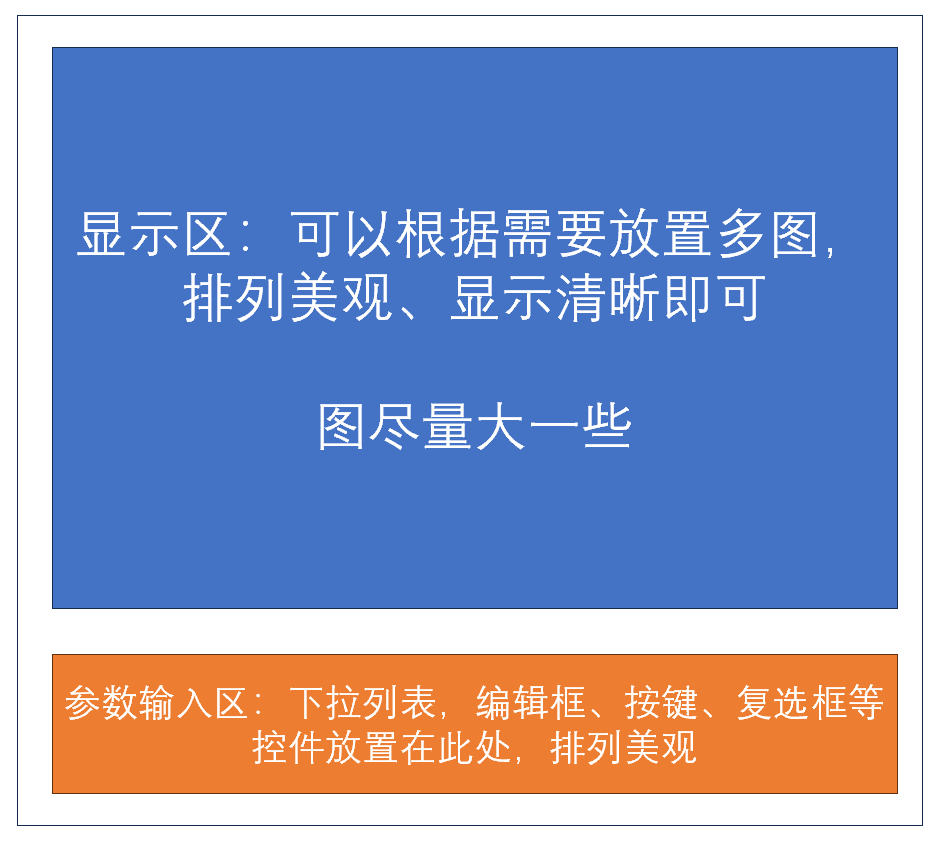 显示区：可以根据需要放置多图，
排列美观、显示清晰即可
图尽量大一些
参数输入区：下拉列表，编辑框、按键、复选框等
控件放置在此处，排列美观